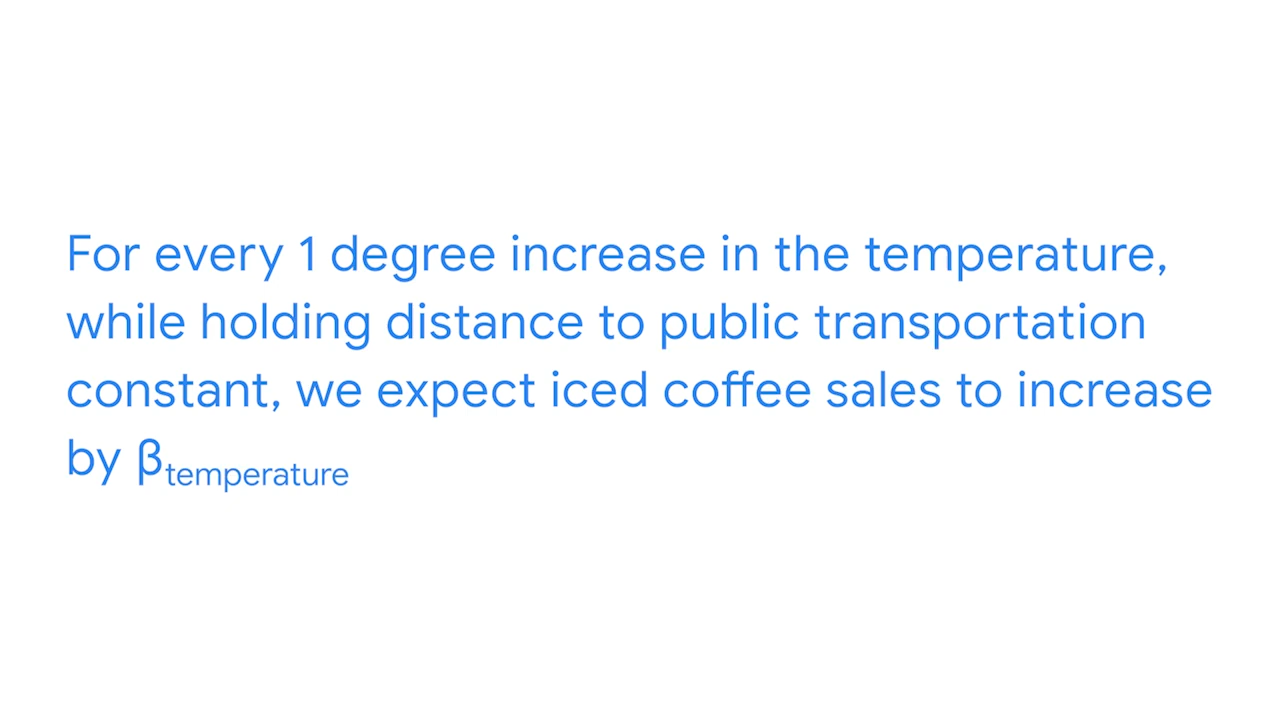 For every 1 degree increase in the temperature,
while holding distance to public transportation
constant, we expect iced coffee sales to increase
by β_temperature